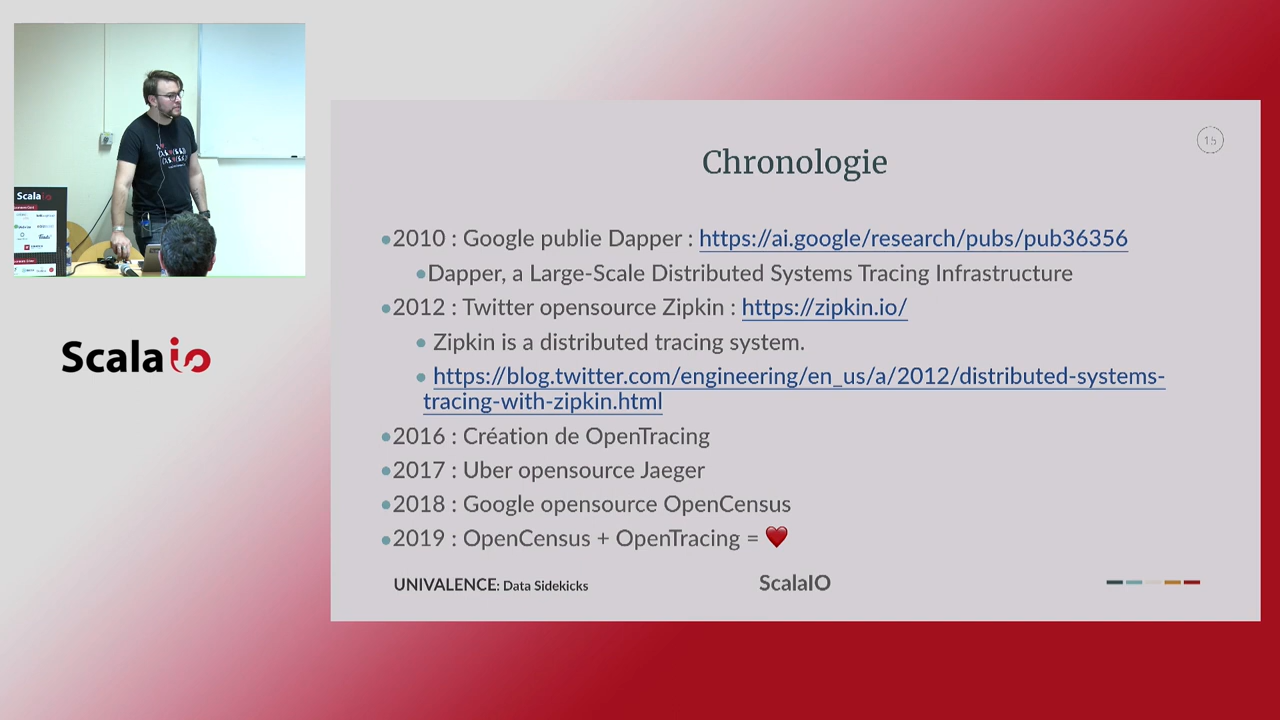 Scalaio
15
Chronologie
•2010 : Google publie Dapper : https://ai.google/research/pubs/pub36356
•Dapper, a Large-Scale Distributed Systems Tracing Infrastructure
•2012 : Twitter opensource Zipkin : https://zipkin.io/
• Zipkin is a distributed tracing system.
• https://blog.twitter.com/engineering/en_us/a/2012/distributed-systems-
tracing-with-zipkin.html
•2016 : Création de OpenTracing
•2017 : Uber opensource Jaeger
•2018 : Google opensource OpenCensus
•2019 : OpenCensus + OpenTracing = ❤️
UNIVALENCE: Data Sidekicks
ScalaIO
Scalaio